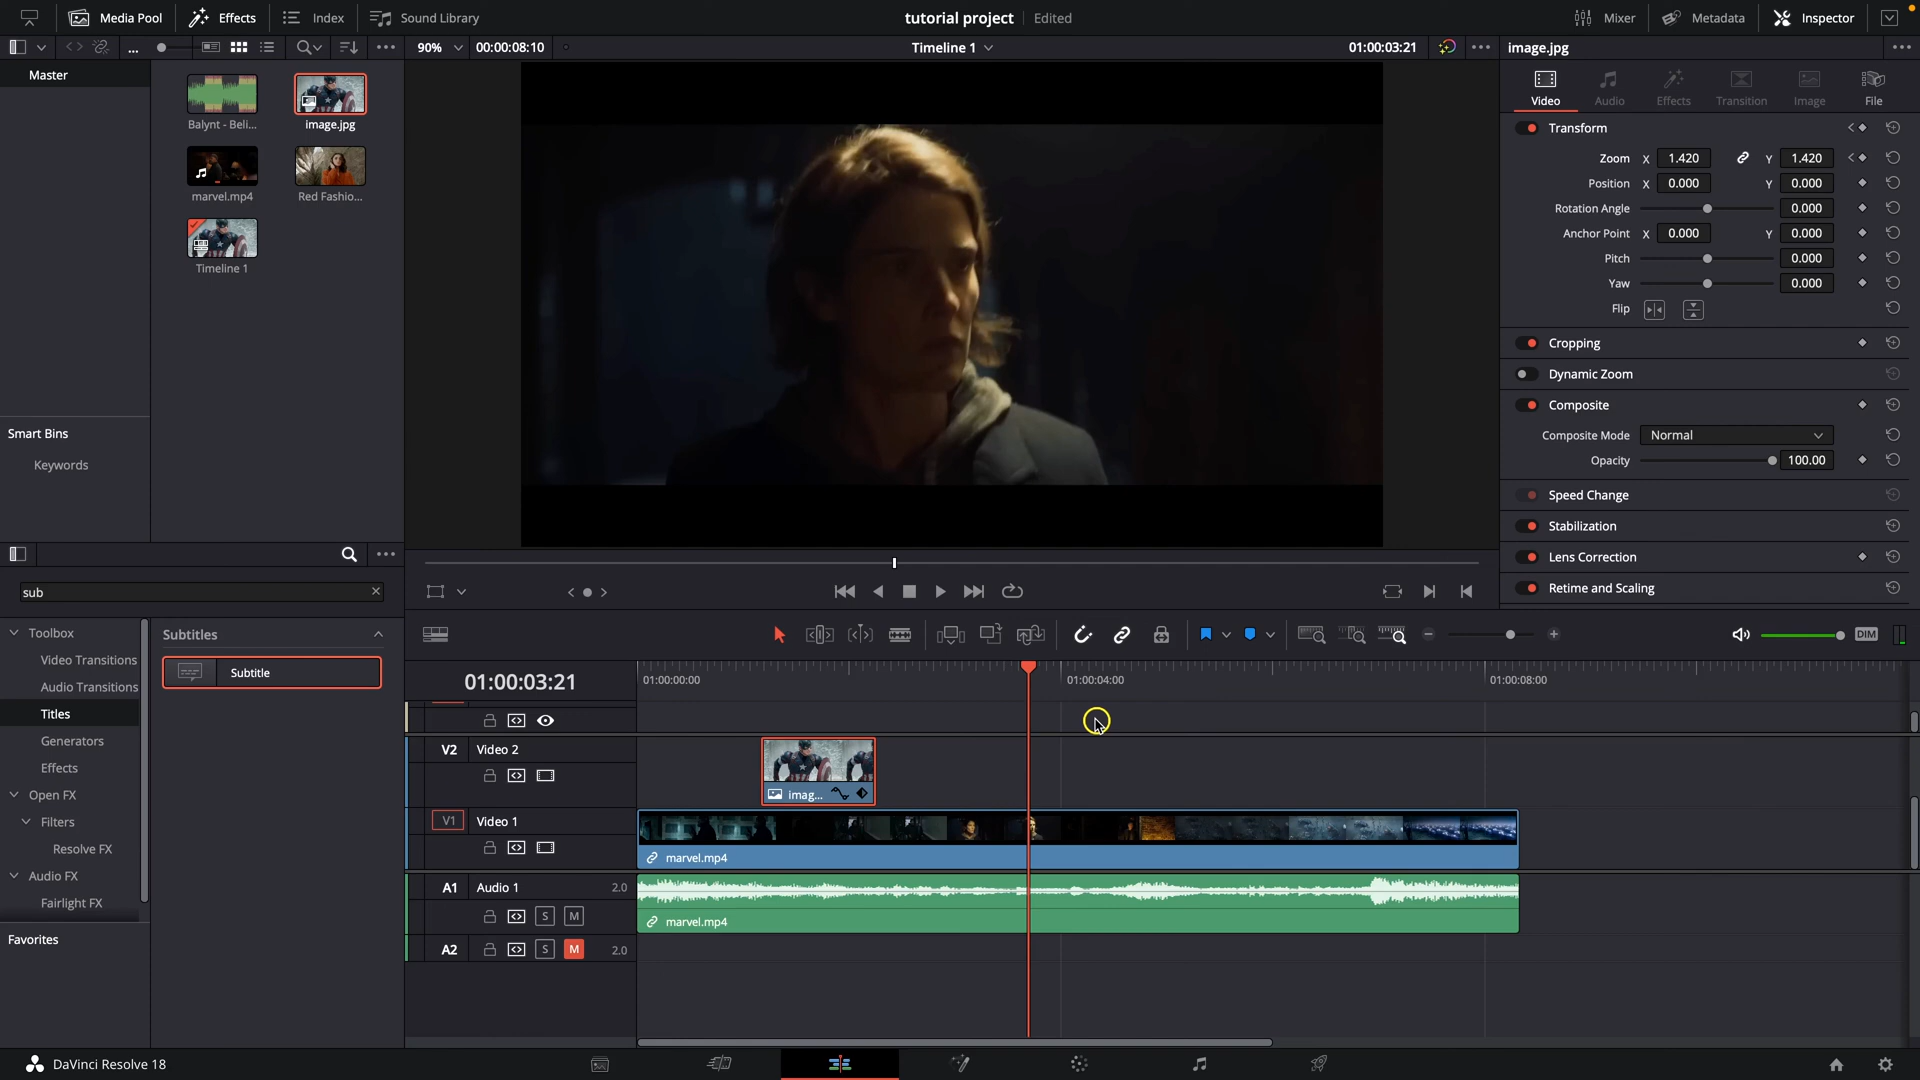 Media Pool
Effects
Index
Sound Library
tutorial project
Edited
Mixer
Metadata
Inspector
90%
00:00:08:10
Timeline 1
01:00:03:21
image.jpg
Master
Balynt - Beli...
image.jpg
marvel.mp4
Red Fashio...
Timeline 1
Smart Bins
Keywords
Video
Audio
Effects
Transition
Image
File
Transform
Zoom X 1.420 Y 1.420
Position X 0.000 Y 0.000
Rotation Angle 0.000
Anchor Point X 0.000 Y 0.000
Pitch 0.000
Yaw 0.000
Flip
Cropping
Dynamic Zoom
Composite
Composite Mode Normal
Opacity 100.00
Speed Change
Stabilization
Lens Correction
Retime and Scaling
sub
Toolbox
Video Transitions
Audio Transitions
Titles
Generators
Effects
Open FX
Filters
Resolve FX
Audio FX
Fairlight FX
Favorites
Subtitles
Subtitle
DIM
01:00:03:21
01:00:00:00
01:00:04:00
01:00:08:00
V2 Video 2
imag...
V1 Video 1
marvel.mp4
A1 Audio 1 2.0
S M
marvel.mp4
A2 S M 2.0
DaVinci Resolve 18